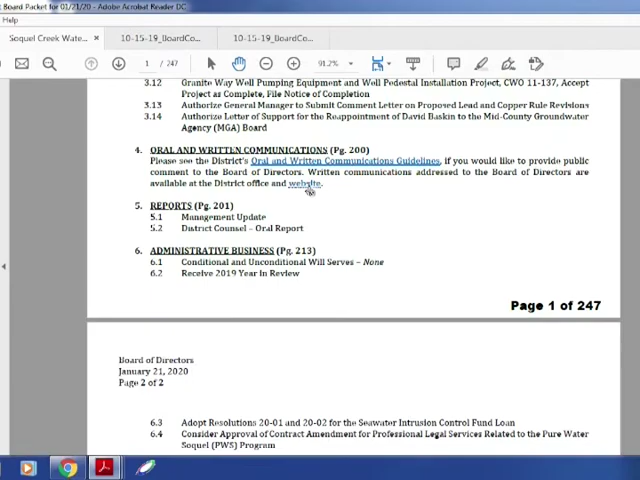 Board Packet for 01/21/20 - Adobe Acrobat Reader DC
Help
Soquel Creek Wate... × 10-15-19_BoardCo... 10-15-19_BoardCo...
1 / 247 91.2%
3.12 Granite Way Well Pumping Equipment and Well Pedestal Installation Project, CWO 11-137, Accept
Project as Complete, File Notice of Completion
3.13 Authorize General Manager to Submit Comment Letter on Proposed Lead and Copper Rule Revisions
3.14 Authorize Letter of Support for the Reappointment of David Baskin to the Mid-County Groundwater
Agency (MGA) Board
4. ORAL AND WRITTEN COMMUNICATIONS (Pg. 200)
Please see the District's Oral and Written Communications Guidelines, if you would like to provide public
comment to the Board of Directors. Written communications addressed to the Board of Directors are
available at the District office and website.
5. REPORTS (Pg. 201)
5.1 Management Update
5.2 District Counsel – Oral Report
6. ADMINISTRATIVE BUSINESS (Pg. 213)
6.1 Conditional and Unconditional Will Serves – None
6.2 Receive 2019 Year In Review
Page 1 of 247
Board of Directors
January 21, 2020
Page 2 of 2
6.3 Adopt Resolutions 20-01 and 20-02 for the Seawater Intrusion Control Fund Loan
6.4 Consider Approval of Contract Amendment for Professional Legal Services Related to the Pure Water
Soquel (PWS) Program